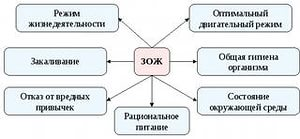 Режим
жизнедеятельности
Оптимальный
двигательный режим
Закаливание
ЗОЖ
Общая гигиена
организма
Отказ от вредных
привычек
Рациональное
питание
Состояние
окружающей среды